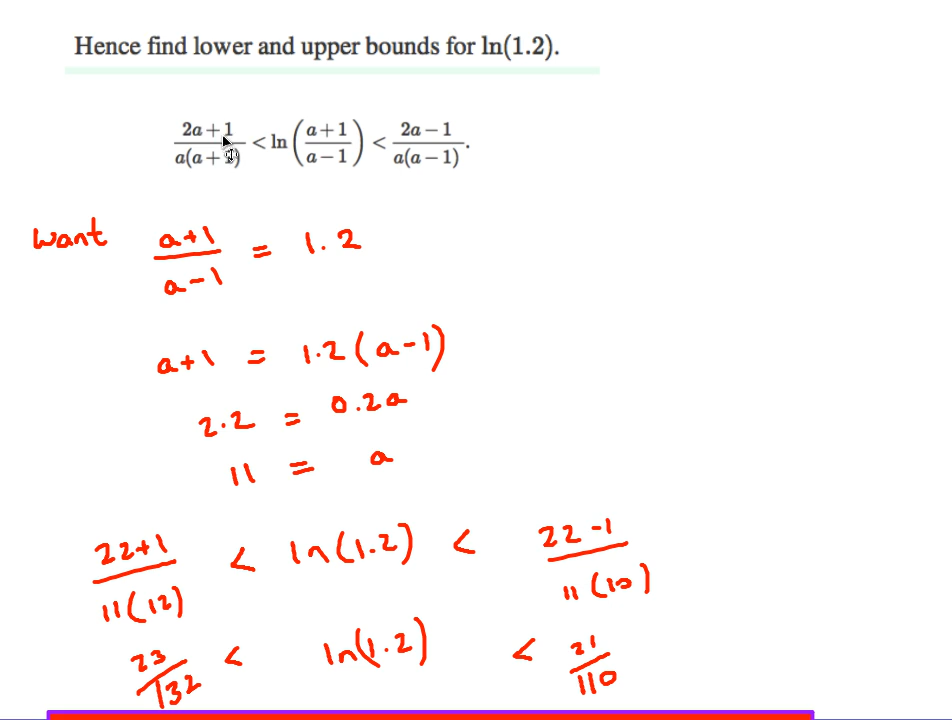 Hence find lower and upper bounds for ln(1.2).
(2a+1)/(a(a+1)) < ln((a+1)/(a−1)) < (2a−1)/(a(a−1)).
Want (a+1)/(a-1) = 1.2
a+1 = 1.2(a-1)
2.2 = 0.2a
11 = a
(22+1)/(11(12)) < ln(1.2) < (22-1)/(11(10))
23/132 < ln(1.2) < 21/110